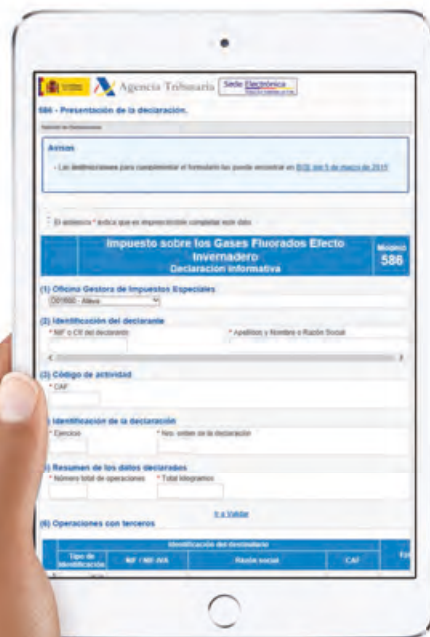 Agencia Tributaria
Sede Electrónica
586 - Presentación de la declaración.
Avisos
- Las instrucciones para cumplimentar el formulario las puede encontrar en BOE del 5 de marzo de 2015
El asterisco * indica que es imprescindible completar este dato.
Impuesto sobre los Gases Fluorados Efecto
Invernadero
Declaración informativa
Modelo
586
(1) Oficina Gestora de Impuestos Especiales
(2) Identificación del declarante
* NIF o CIF del declarante * Apellidos y Nombre o Razón Social
(3) Código de actividad
* CAF
) Identificación de la declaración
* Ejercicio * Nro. orden de la declaración
) Resumen de los datos declarados
* Número total de operaciones * Total kilogramos
Ir a Validar
(6) Operaciones con terceros
Identificación del destinatario
Tipo de
identificación
NIF / NIF-IVA Razón social CAF